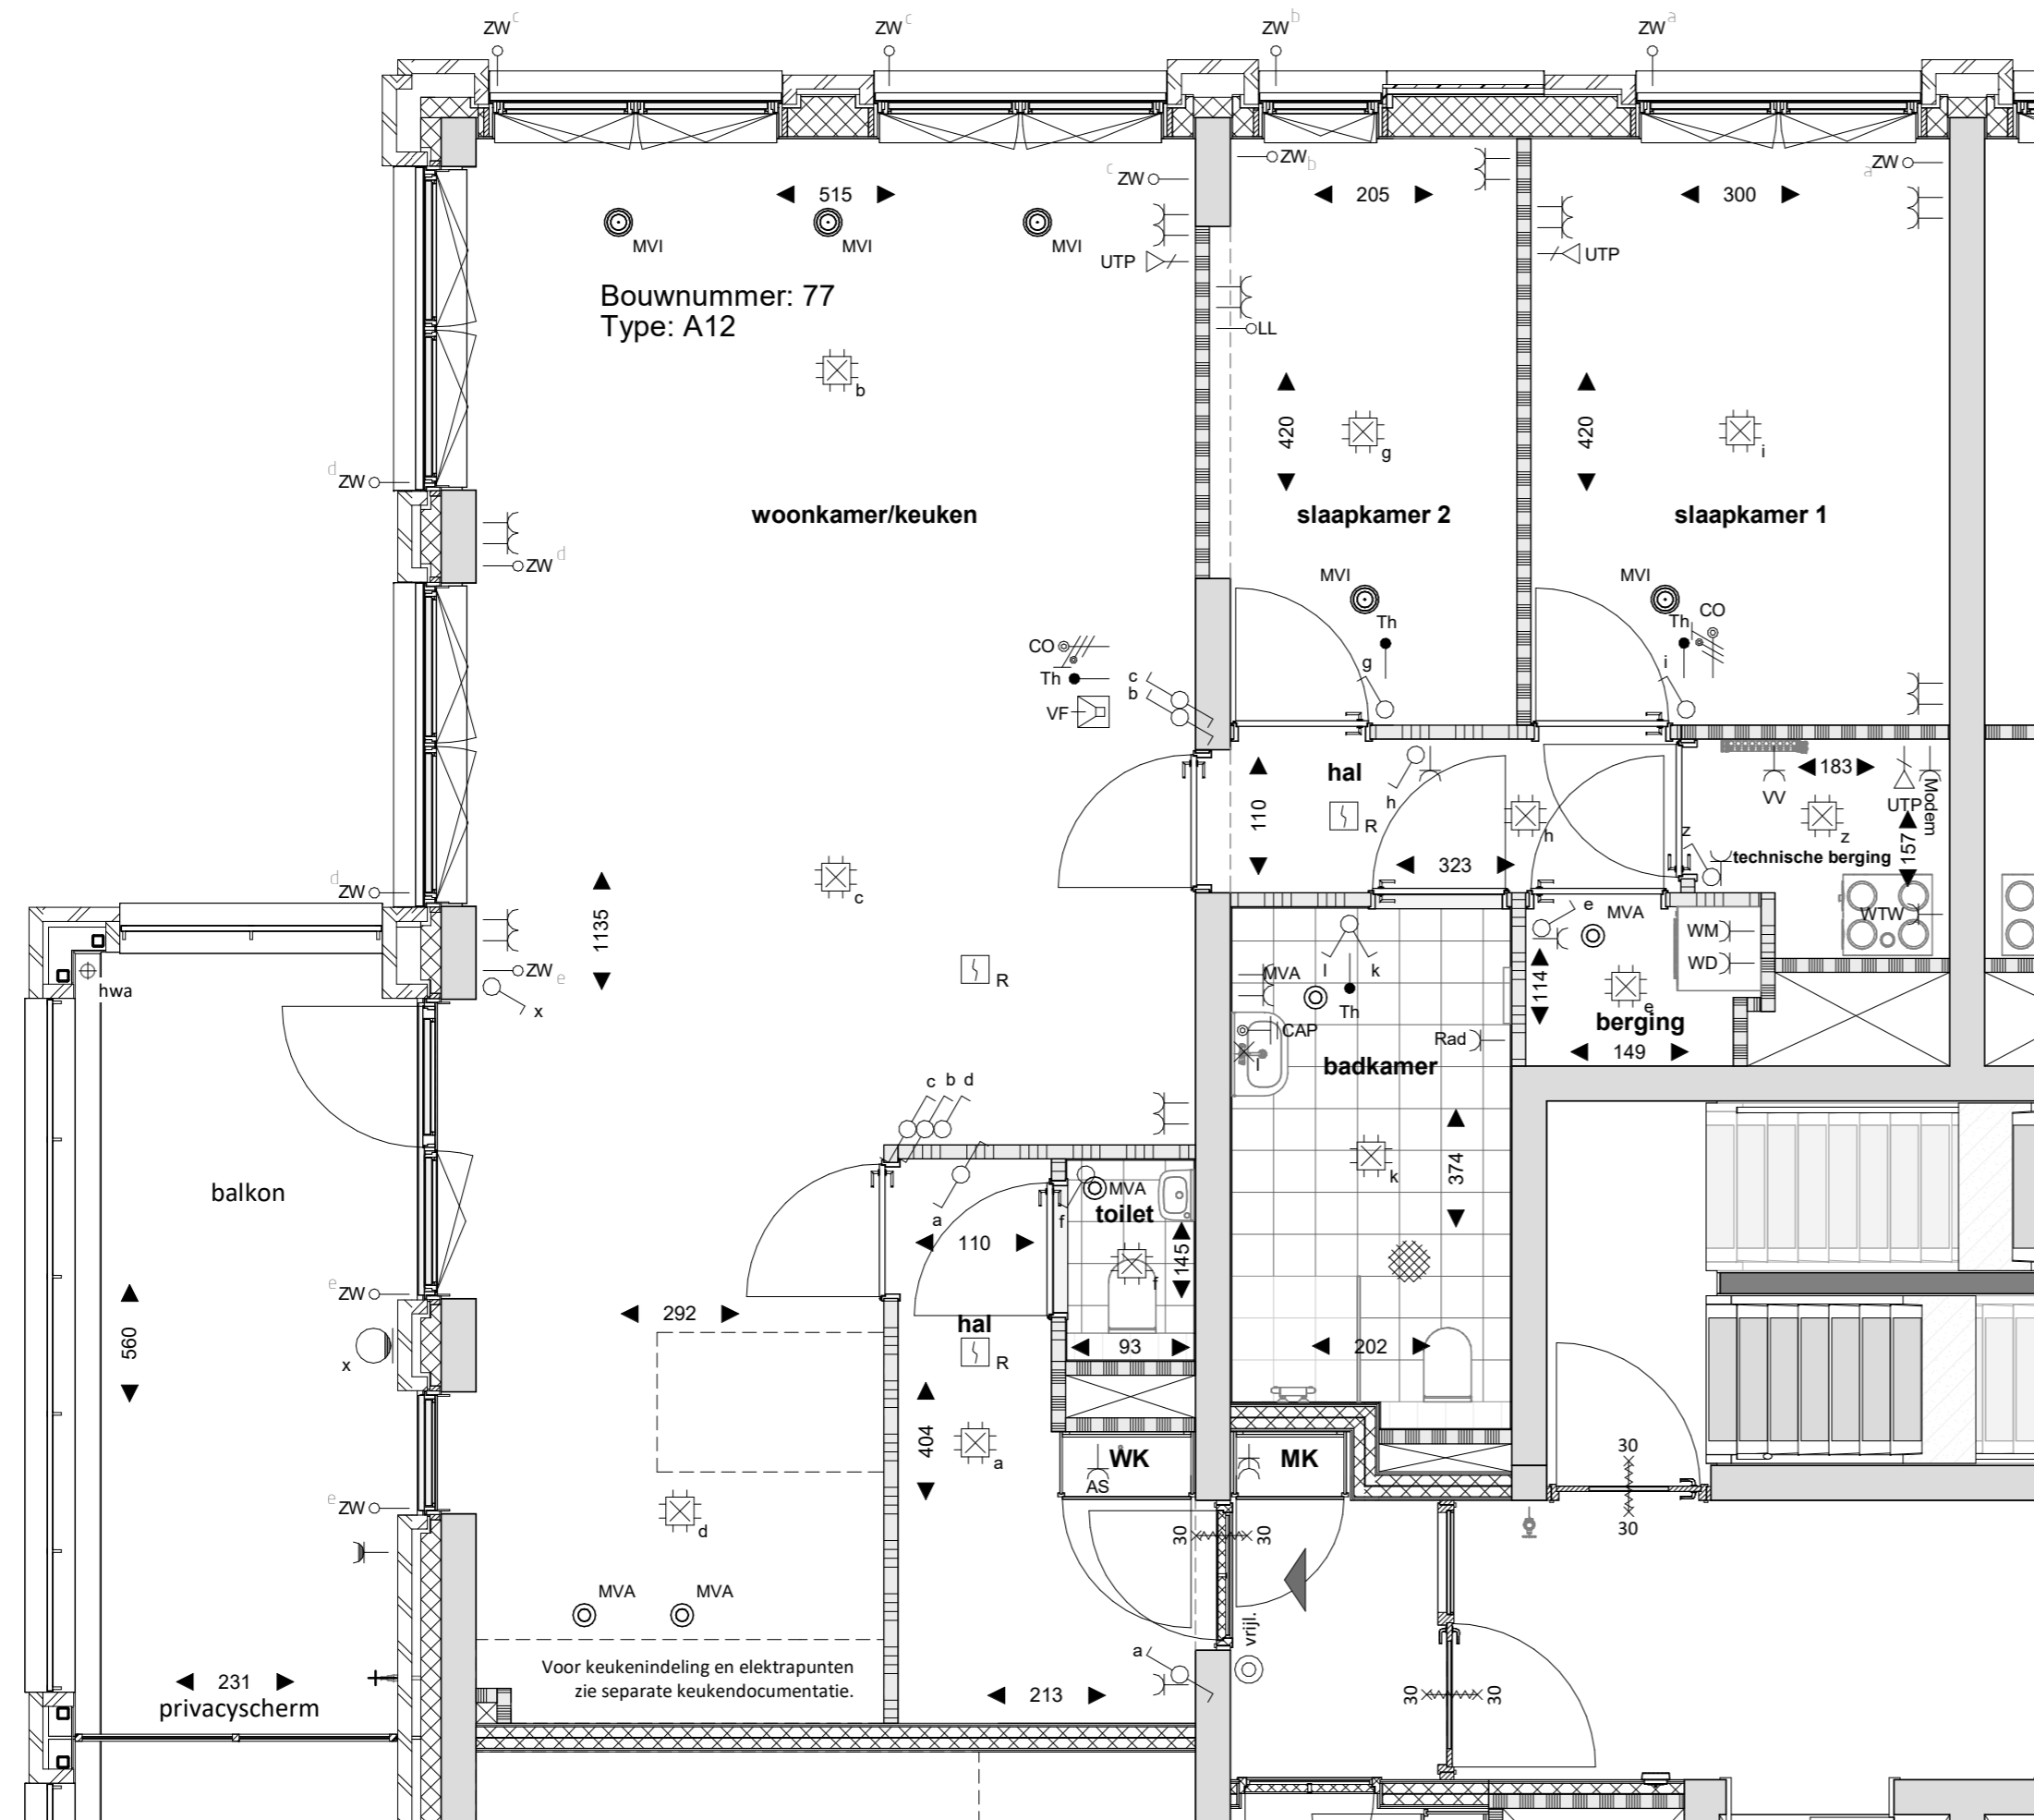 ZW c
ZW c
ZW b
ZW a
ZW b
c ZW
a ZW
515
205
300
MVI
MVI
MVI
UTP
UTP
Bouwnummer: 77
Type: A12
LL
b
420
g
420
i
d ZW
woonkamer/keuken
slaapkamer 2
slaapkamer 1
ZW d
MVI
MVI
CO
Th
Th
CO
Th
c
b
g
i
VF
hal
110
R
h
h
323
183
VV
UTP
Modem
z
z
technische berging
157
d ZW
c
1135
WTW
e
MVA
WM
WD
l
k
MVA
Th
114
e
berging
149
R
ZW e
x
hwa
CAP
l
Rad
badkamer
c b d
374
k
balkon
a
f
MVA
toilet
110
145
f
e ZW
560
x
292
hal
R
93
202
404
a
WK
AS
MK
30
30
e ZW
d
30
30
MVA
MVA
vrijl.
a
Voor keukenindeling en elektrapunten
zie separate keukendocumentatie.
231
privacyscherm
213
30
30